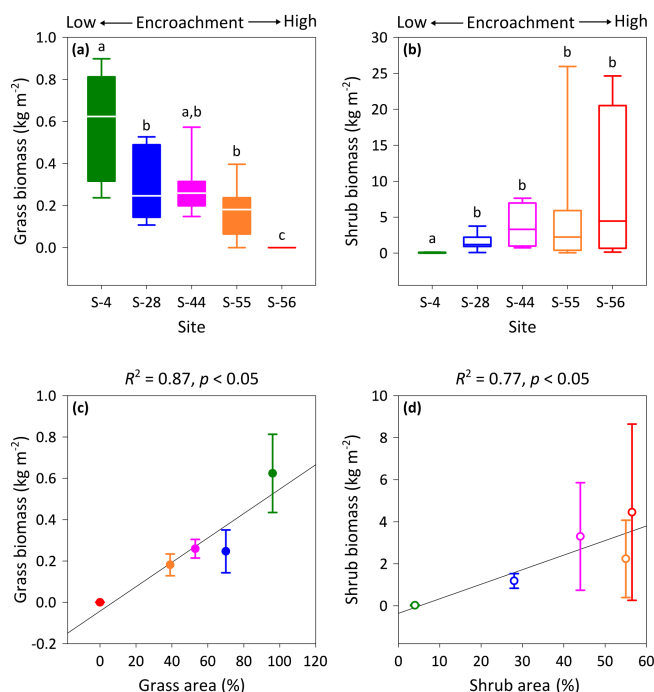 Low ← Encroachment → High
(a)
Grass biomass (kg m⁻²)
1.0
0.8
0.6
0.4
0.2
0.0
a
b
a,b
b
c
S-4 S-28 S-44 S-55 S-56
Site
Low ← Encroachment → High
(b)
Shrub biomass (kg m⁻²)
30
25
20
15
10
5
0
a
b
b
b
b
S-4 S-28 S-44 S-55 S-56
Site
R² = 0.87, p < 0.05
(c)
Grass biomass (kg m⁻²)
1.0
0.8
0.6
0.4
0.2
0.0
-0.2
0 20 40 60 80 100 120
Grass area (%)
R² = 0.77, p < 0.05
(d)
Shrub biomass (kg m⁻²)
10
8
6
4
2
0
0 10 20 30 40 50 60
Shrub area (%)